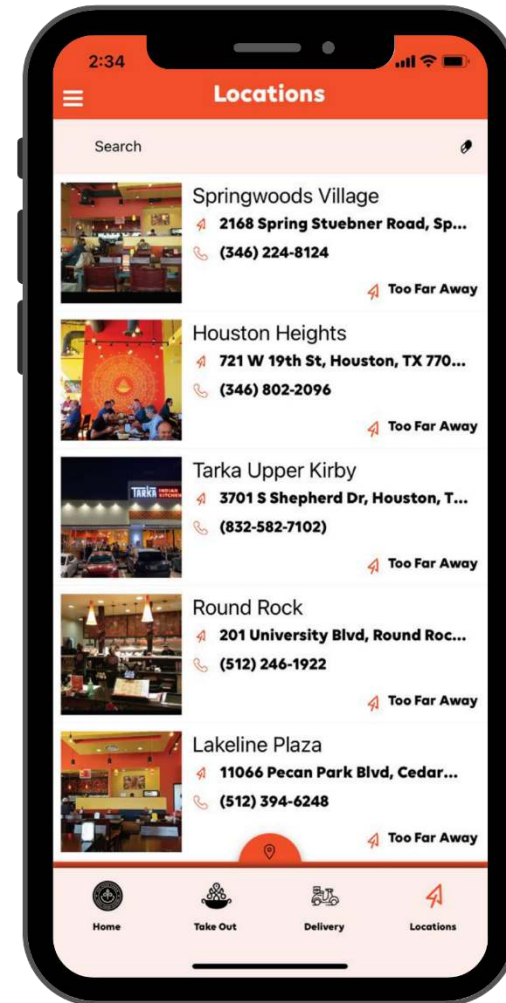 2:34
Locations
Search
Springwoods Village
2168 Spring Stuebner Road, Sp...
(346) 224-8124
Too Far Away
Houston Heights
721 W 19th St, Houston, TX 770...
(346) 802-2096
Too Far Away
TARKA INDIAN KITCHEN
Tarka Upper Kirby
3701 S Shepherd Dr, Houston, T...
(832-582-7102)
Too Far Away
Round Rock
201 University Blvd, Round Roc...
(512) 246-1922
Too Far Away
Lakeline Plaza
11066 Pecan Park Blvd, Cedar...
(512) 394-6248
Too Far Away
Home Take Out Delivery Locations